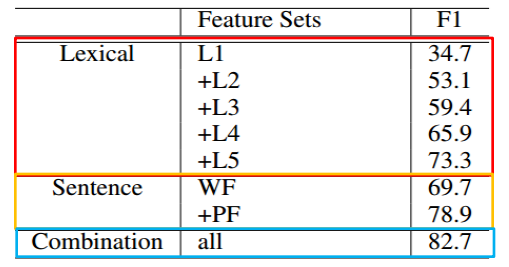 Feature Sets F1
Lexical L1 34.7
+L2 53.1
+L3 59.4
+L4 65.9
+L5 73.3
Sentence WF 69.7
+PF 78.9
Combination all 82.7